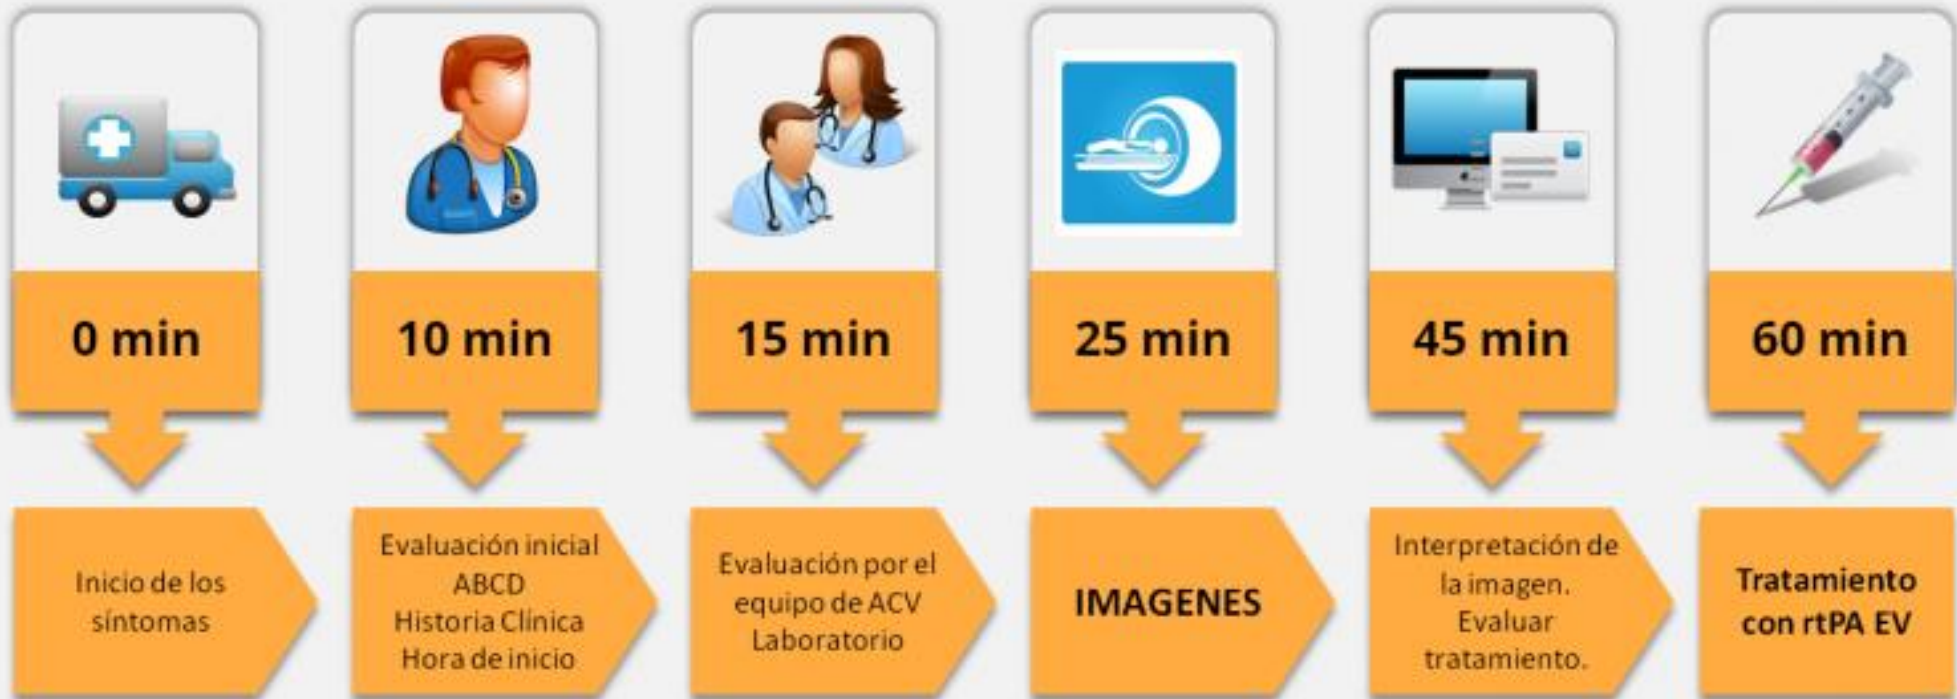 0 min
10 min
15 min
25 min
45 min
60 min
Inicio de los
síntomas
Evaluación inicial
ABCD
Historia Clínica
Hora de inicio
Evaluación por el
equipo de ACV
Laboratorio
IMAGENES
Interpretación de
la imagen.
Evaluar
tratamiento.
Tratamiento
con rtPA EV